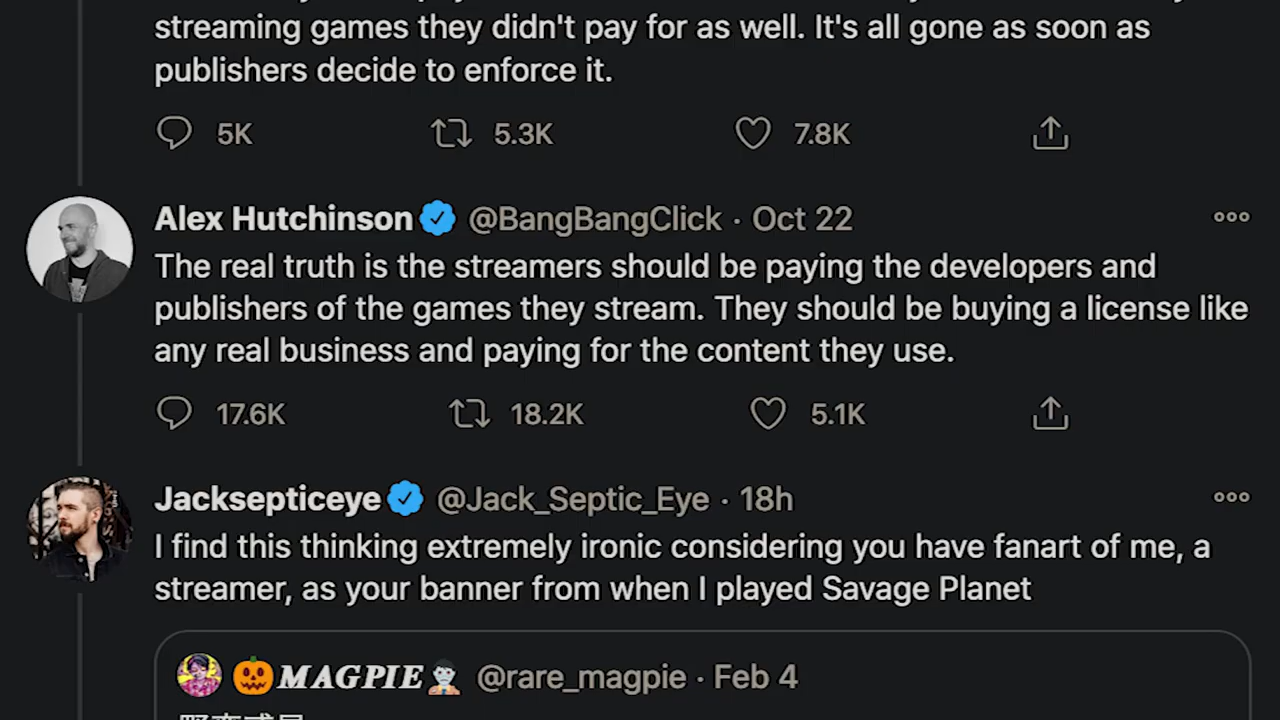 streaming games they didn't pay for as well. It's all gone as soon as
publishers decide to enforce it.
5K 5.3K 7.8K
Alex Hutchinson @BangBangClick · Oct 22
The real truth is the streamers should be paying the developers and
publishers of the games they stream. They should be buying a license like
any real business and paying for the content they use.
17.6K 18.2K 5.1K
Jacksepticeye @Jack_Septic_Eye · 18h
I find this thinking extremely ironic considering you have fanart of me, a
streamer, as your banner from when I played Savage Planet
🎃MAGPIE🧛🏻 @rare_magpie · Feb 4